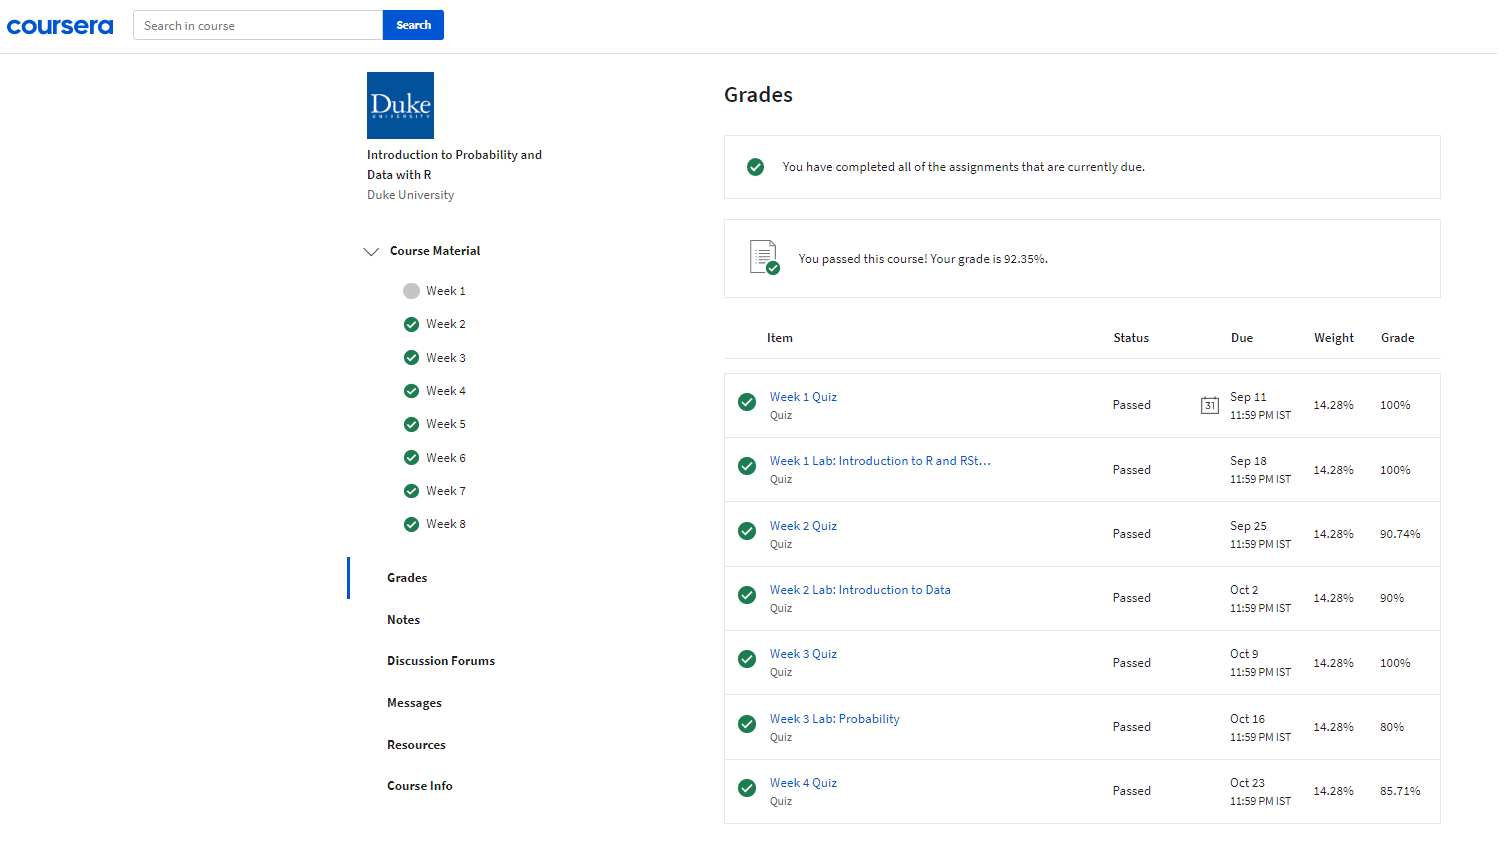 coursera
Search in course
Search
Duke
UNIVERSITY
Introduction to Probability and
Data with R
Duke University
Course Material
Week 1
Week 2
Week 3
Week 4
Week 5
Week 6
Week 7
Week 8
Grades
Notes
Discussion Forums
Messages
Resources
Course Info
Grades
You have completed all of the assignments that are currently due.
You passed this course! Your grade is 92.35%.
Item Status Due Weight Grade
Week 1 Quiz
Quiz
Passed
31
Sep 11
11:59 PM IST
14.28%
100%
Week 1 Lab: Introduction to R and RSt...
Quiz
Passed
Sep 18
11:59 PM IST
14.28%
100%
Week 2 Quiz
Quiz
Passed
Sep 25
11:59 PM IST
14.28%
90.74%
Week 2 Lab: Introduction to Data
Quiz
Passed
Oct 2
11:59 PM IST
14.28%
90%
Week 3 Quiz
Quiz
Passed
Oct 9
11:59 PM IST
14.28%
100%
Week 3 Lab: Probability
Quiz
Passed
Oct 16
11:59 PM IST
14.28%
80%
Week 4 Quiz
Quiz
Passed
Oct 23
11:59 PM IST
14.28%
85.71%